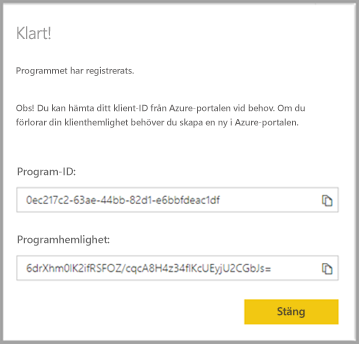 Klart!
Programmet har registrerats.
Obs! Du kan hämta ditt klient-ID från Azure-portalen vid behov. Om du
förlorar din klienthemlighet behöver du skapa en ny i Azure-portalen.
Program-ID:
0ec217c2-63ae-44bb-82d1-e6bbfdeac1df
Programhemlighet:
6drXhm0lK2ifRSFOZ/cqcA8H4z34flKcUEyjU2CGbJs=
Stäng